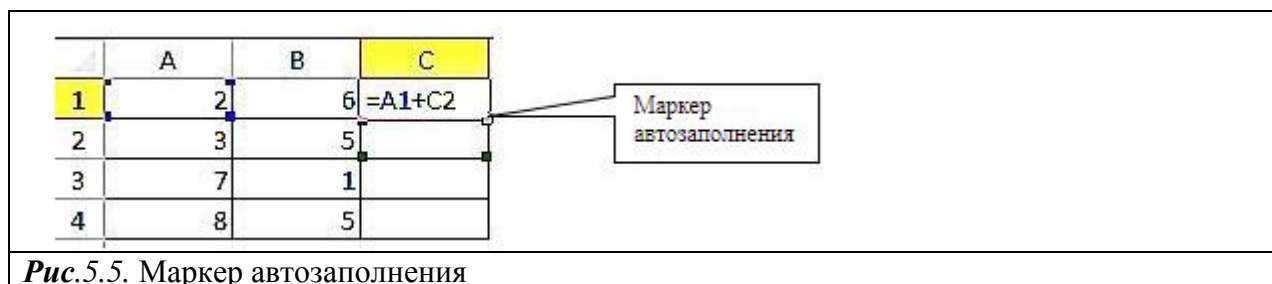 A B C
1 2 6 =A1+C2
Маркер
автозаполнения
2 3 5
3 7 1
4 8 5
Рис.5.5. Маркер автозаполнения